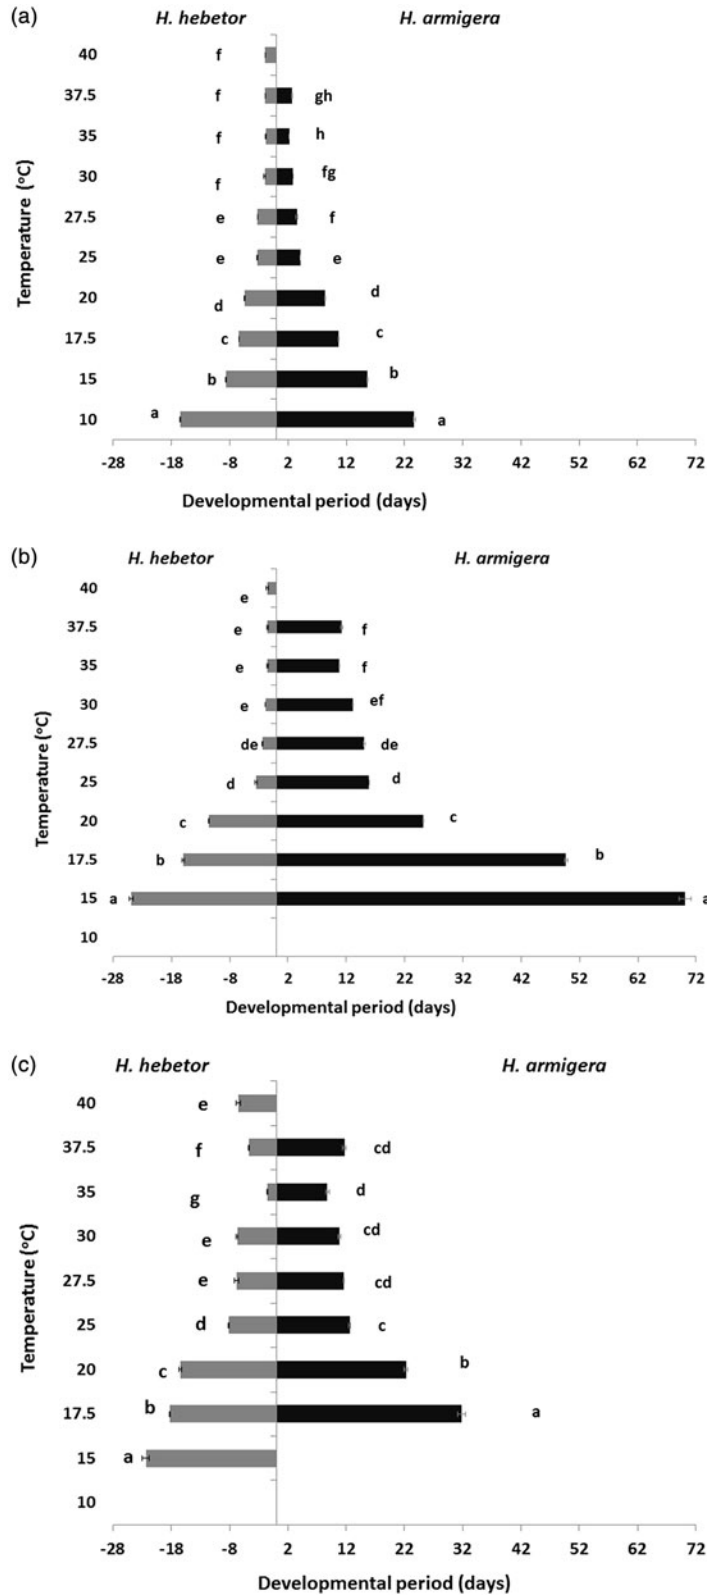 (a)
H. hebetor H. armigera
40 f
37.5 f gh
35 f h
30 f fg
27.5 e f
25 e e
20 d d
17.5 c c
15 b b
10 a a
Temperature (°C)
-28 -18 -8 2 12 22 32 42 52 62 72
Developmental period (days)
(b)
H. hebetor H. armigera
40 e
37.5 e f
35 e f
30 e ef
27.5 de de
25 d d
20 c c
17.5 b b
15 a a
10
Temperature (°C)
-28 -18 -8 2 12 22 32 42 52 62 72
Developmental period (days)
(c)
H. hebetor H. armigera
40 e
37.5 f cd
35 g d
30 e cd
27.5 e cd
25 d c
20 c b
17.5 b a
15 a
10
Temperature (°C)
-28 -18 -8 2 12 22 32 42 52 62 72
Developmental period (days)